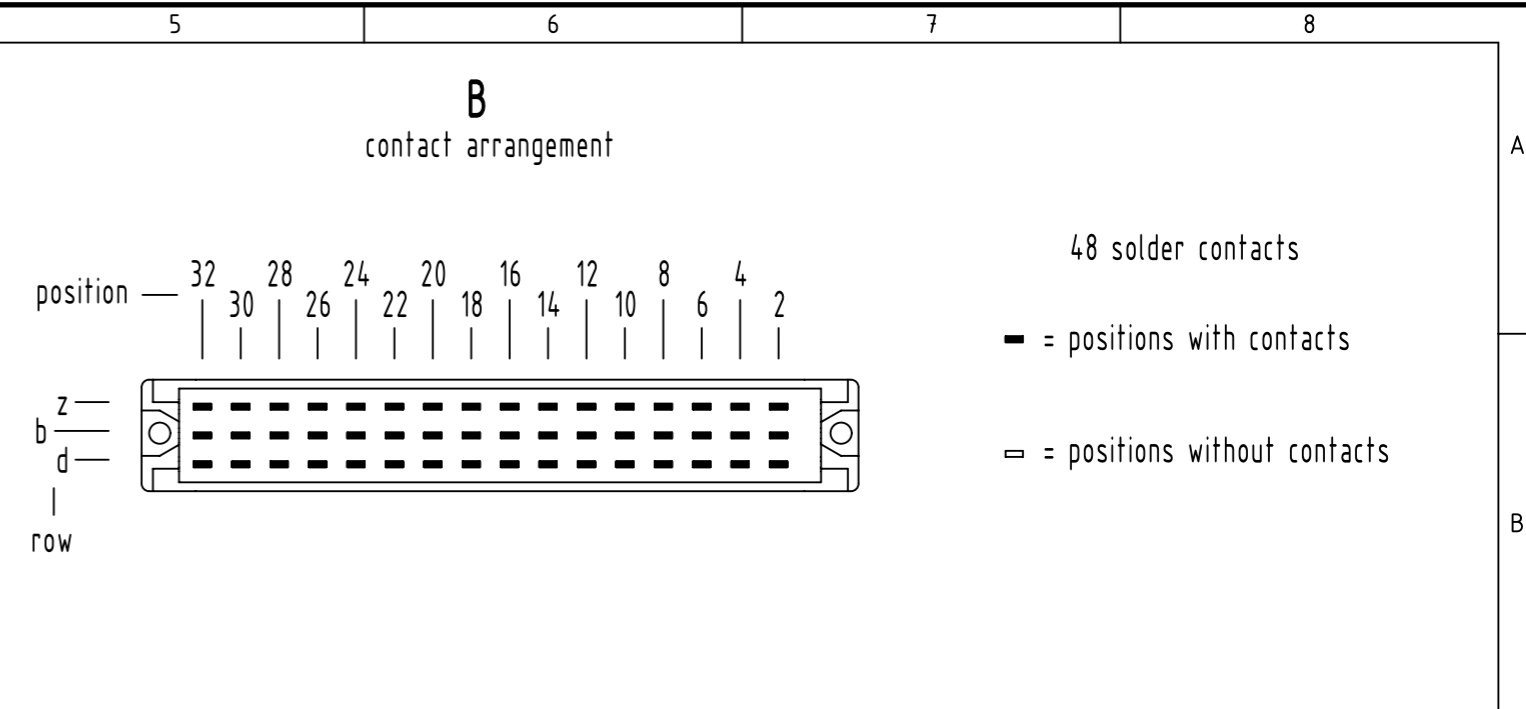 5 6 7 8
B
contact arrangement
A
48 solder contacts
position 32 28 24 20 16 12 8 4
30 26 22 18 14 10 6 2
= positions with contacts
z
b
d
= positions without contacts
row
B